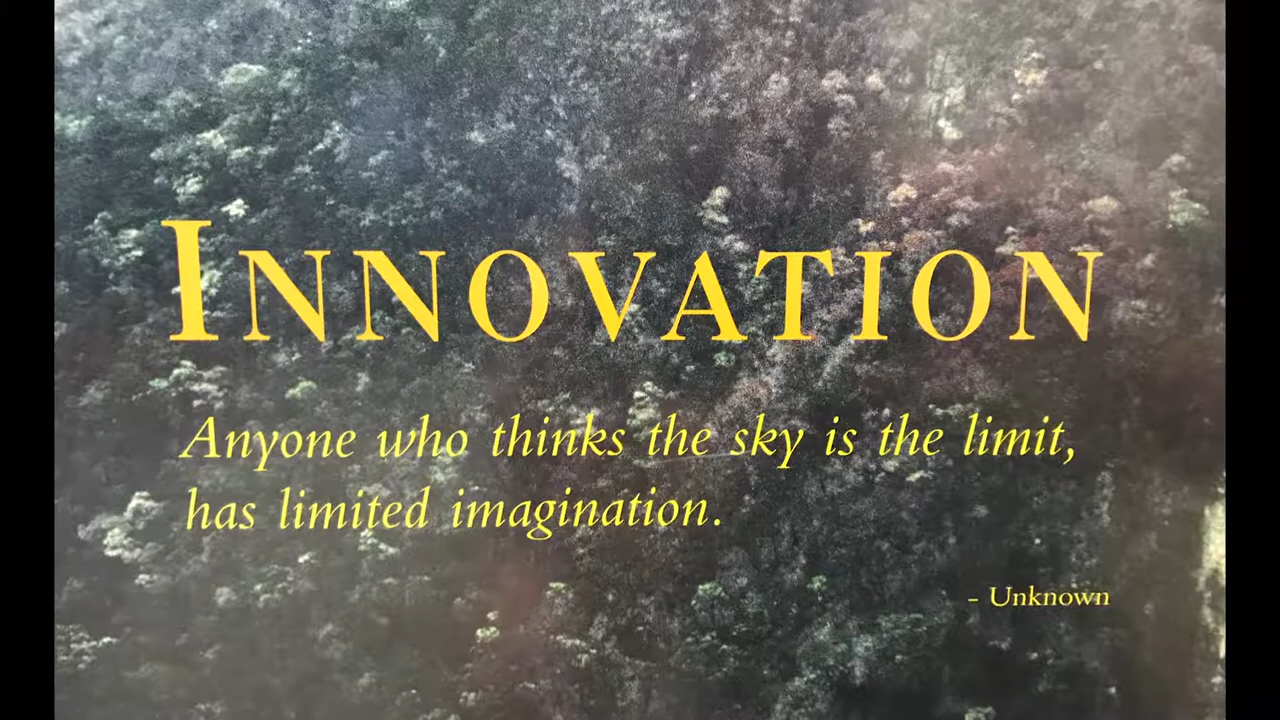 INNOVATION
Anyone who thinks the sky is the limit,
has limited imagination.
- Unknown